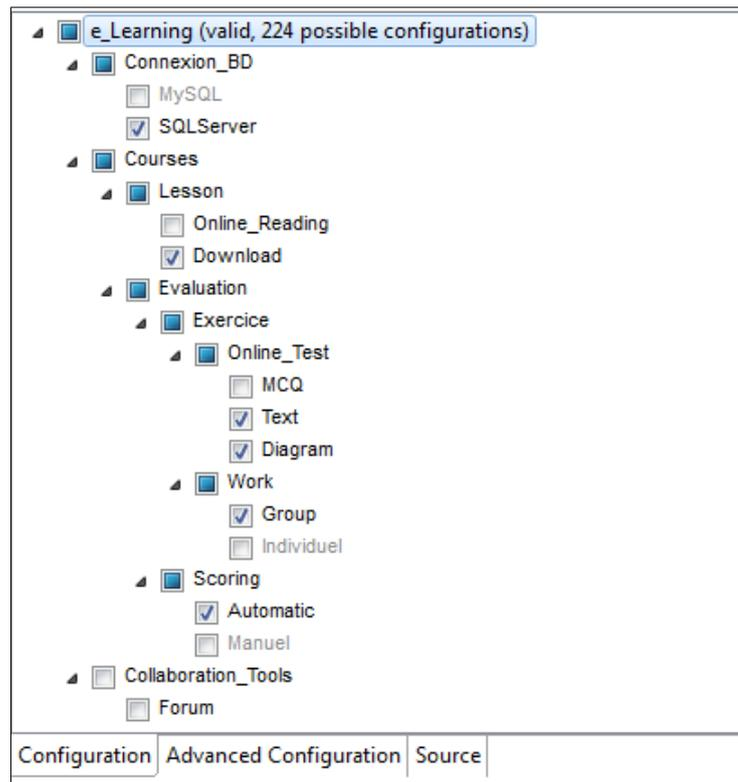 e_Learning (valid, 224 possible configurations)
Connexion_BD
MySQL
SQLServer
Courses
Lesson
Online_Reading
Download
Evaluation
Exercice
Online_Test
MCQ
Text
Diagram
Work
Group
Individuel
Scoring
Automatic
Manuel
Collaboration_Tools
Forum
Configuration Advanced Configuration Source